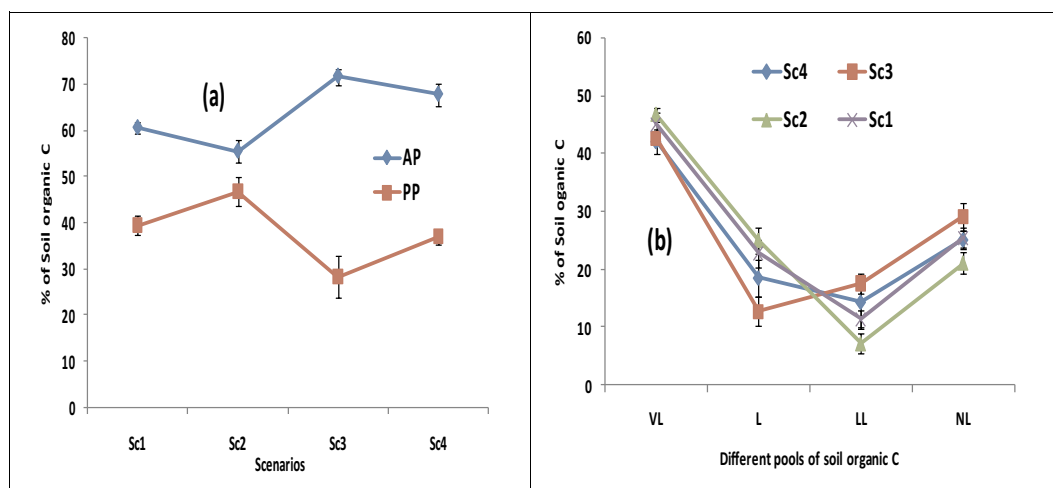 80
70
60
50
40
30
20
10
0
% of Soil organic C
(a)
AP
PP
Sc1 Sc2 Sc3 Sc4
Scenarios
60
50
40
30
20
10
0
% of Soil oganic C
Sc4 Sc3
Sc2 Sc1
(b)
VL L LL NL
Different pools of soil organic C